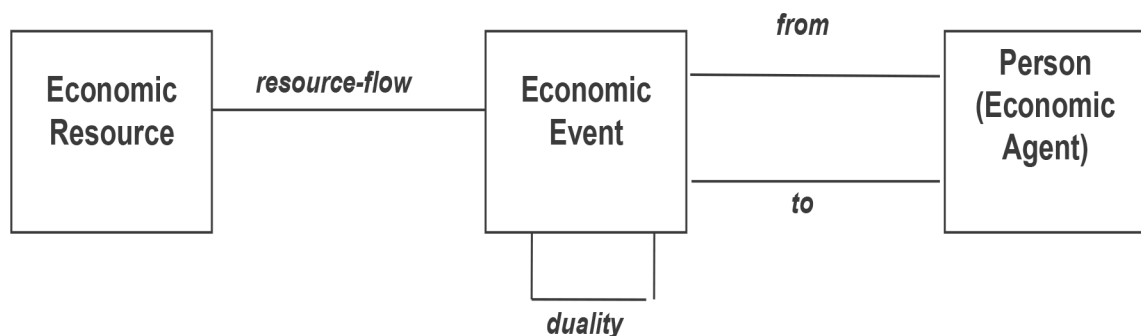 Economic
Resource
resource-flow
Economic
Event
from
to
Person
(Economic
Agent)
duality